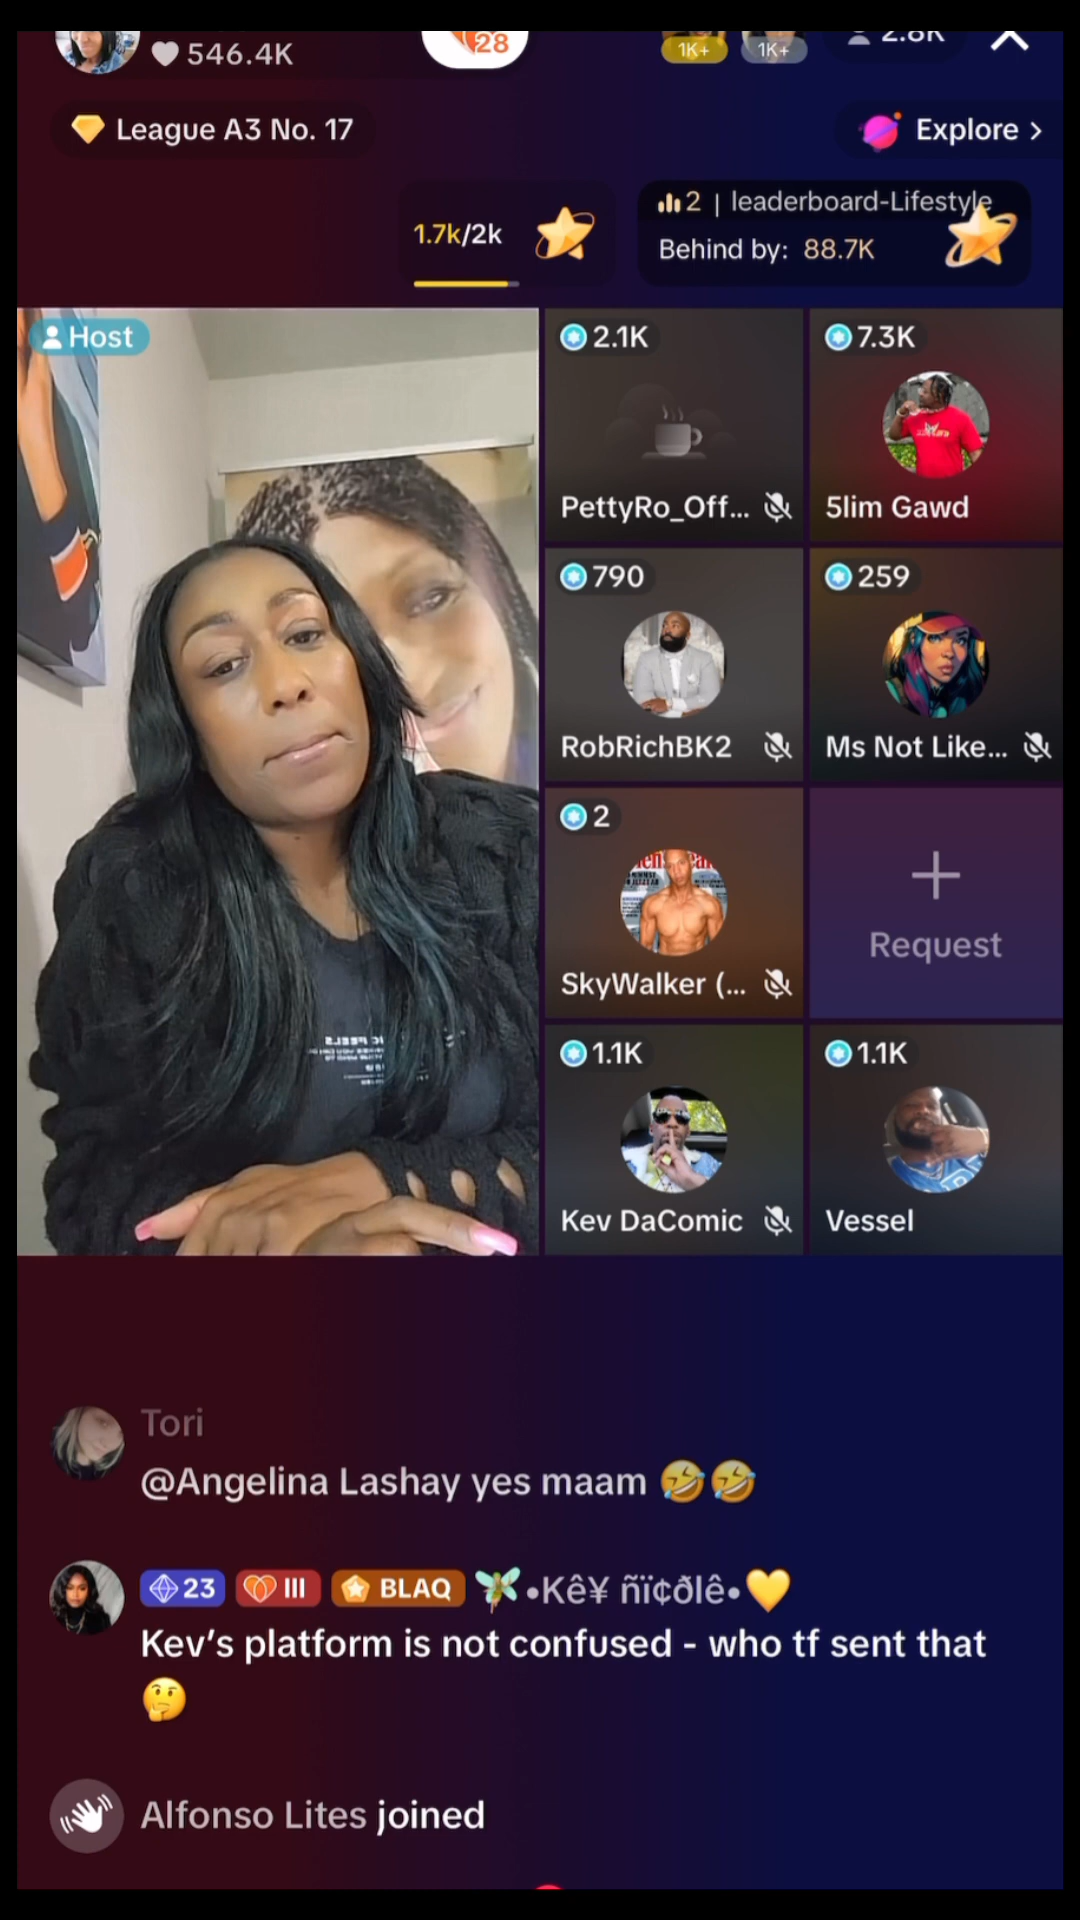 546.4K
28
1K+
1K+
2.8K
League A3 No. 17
Explore >
1.7k/2k
2 | leaderboard-Lifestyle
Behind by: 88.7K
Host
2.1K
PettyRo_Off...
7.3K
5lim Gawd
790
RobRichBK2
259
Ms Not Like...
2
SkyWalker (...
Request
1.1K
Kev DaComic
1.1K
Vessel
Tori
@Angelina Lashay yes maam 🤣🤣
23 III BLAQ •Kê¥ ñï¢ðlê•💛
Kev’s platform is not confused - who tf sent that
🤔
Alfonso Lites joined